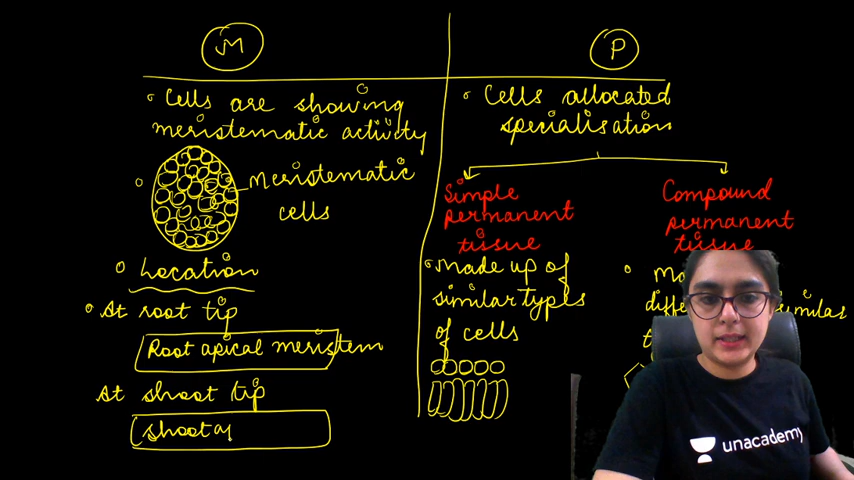 M
P
Cells are showing
meristematic activity
meristematic
cells
Location
At root tip
Root apical meristem
At shoot tip
shoot
Cells allocated
specialisation
Simple
permanent
tissue
Made up of
similar types
of cells
Compound
permanent
tissue
unacademy